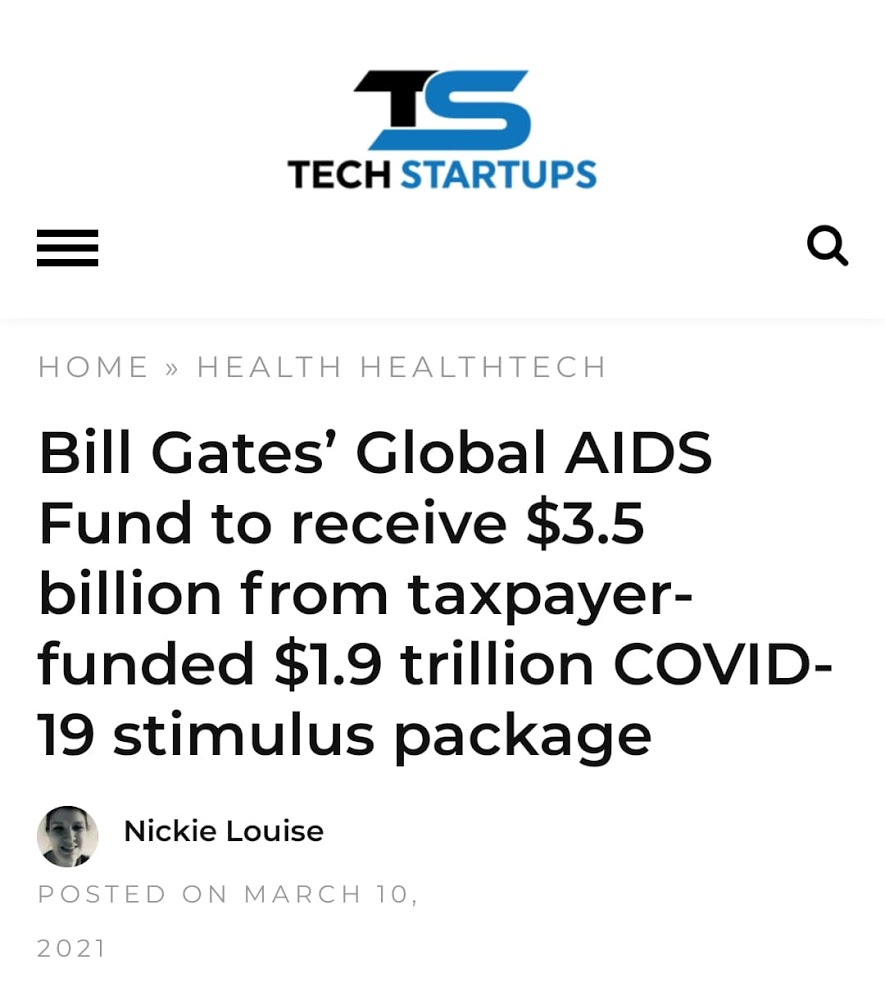 TS
TECH STARTUPS
HOME » HEALTH HEALTHTECH
Bill Gates’ Global AIDS
Fund to receive $3.5
billion from taxpayer-
funded $1.9 trillion COVID-
19 stimulus package
Nickie Louise
POSTED ON MARCH 10,
2021